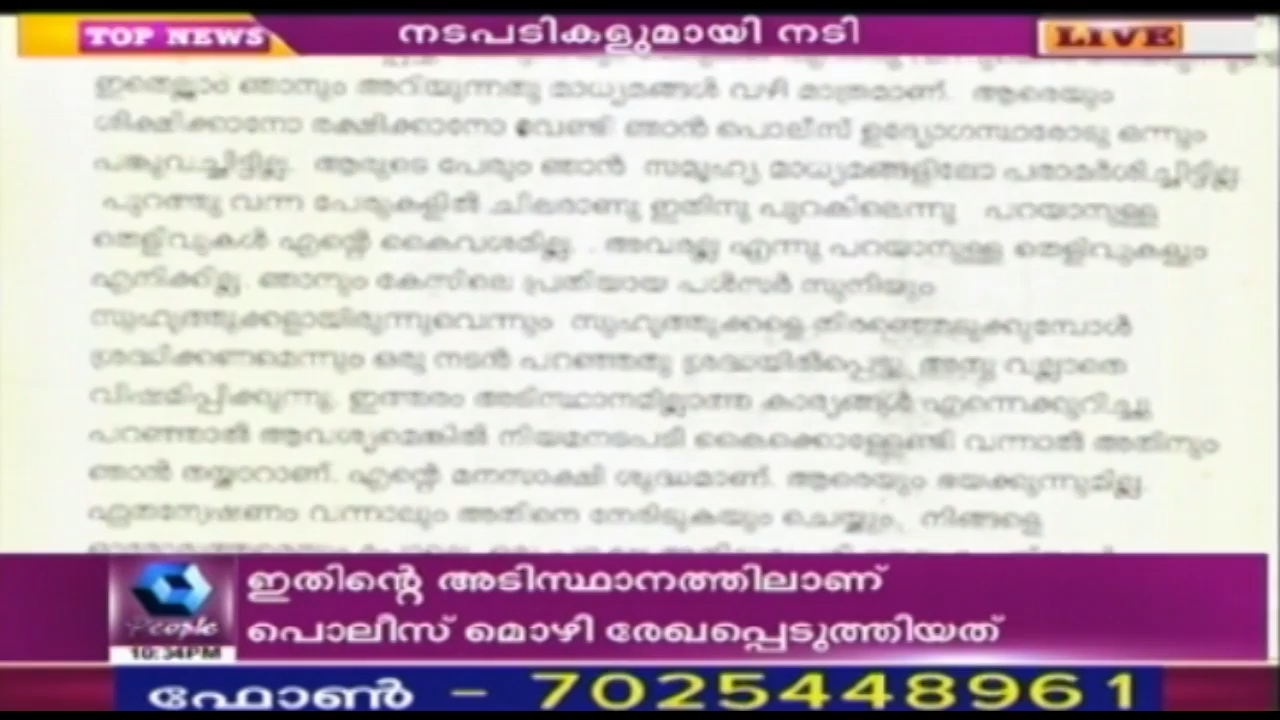 TOP NEWS
നടപടികളുമായി നടി
LIVE
ഇതെല്ലാം ഞാനും അറിയുന്നതു മാധ്യമങ്ങൾ വഴി മാത്രമാണ്. ആരെയും
ശിക്ഷിക്കാനോ രക്ഷിക്കാനോ വേണ്ടി ഞാൻ പൊലീസ് ഉദ്യോഗസ്ഥരോടു ഒന്നും
പങ്കുവച്ചിട്ടില്ല. ആരുടെ പേരും ഞാൻ സമൂഹ്യ മാധ്യമങ്ങളിലോ പരാമർശിച്ചിട്ടില്ല
പുറത്തു വന്ന പേരുകളിൽ ചിലരാണു ഇതിനു പുറകിലെന്നു പറയാനുള്ള
തെളിവുകൾ എന്റെ കൈവശമില്ല. . അവരല്ല എന്നു പറയാനുള്ള തെളിവുകളും
എനിക്കില്ല. ഞാനും കേസിലെ പ്രതിയായ പൾസർ സുനിയും
സുഹൃത്തുക്കളായിരുന്നുവെന്നും സുഹൃത്തുക്കളെ തിരഞ്ഞെടുക്കുമ്പോൾ
ശ്രദ്ധിക്കണമെന്നും ഒരു നടൻ പറഞ്ഞതു ശ്രദ്ധയിൽപ്പെട്ടു. അതു വല്ലാതെ
വിഷമിപ്പിക്കുന്നു. ഇത്തരം അടിസ്ഥാനമില്ലാത്ത കാര്യങ്ങൾ എന്നെക്കുറിച്ചു
പറഞ്ഞാൽ ആവശ്യമെങ്കിൽ നിയമനടപടി കൈക്കൊള്ളേണ്ടി വന്നാൽ അതിനും
ഞാൻ തയ്യാറാണ്. എന്റെ മനസാക്ഷി ശുദ്ധമാണ്. ആരെയും ഭയക്കുന്നുമില്ല.
ഏതന്വേഷണം വന്നാലും അതിനെ നേരിടുകയും ചെയ്യും. നിങ്ങളെ
People
ഇതിന്റെ അടിസ്ഥാനത്തിലാണ്
പൊലീസ് മൊഴി രേഖപ്പെടുത്തിയത്
10:34PM
ഫോൺ - 7025448961